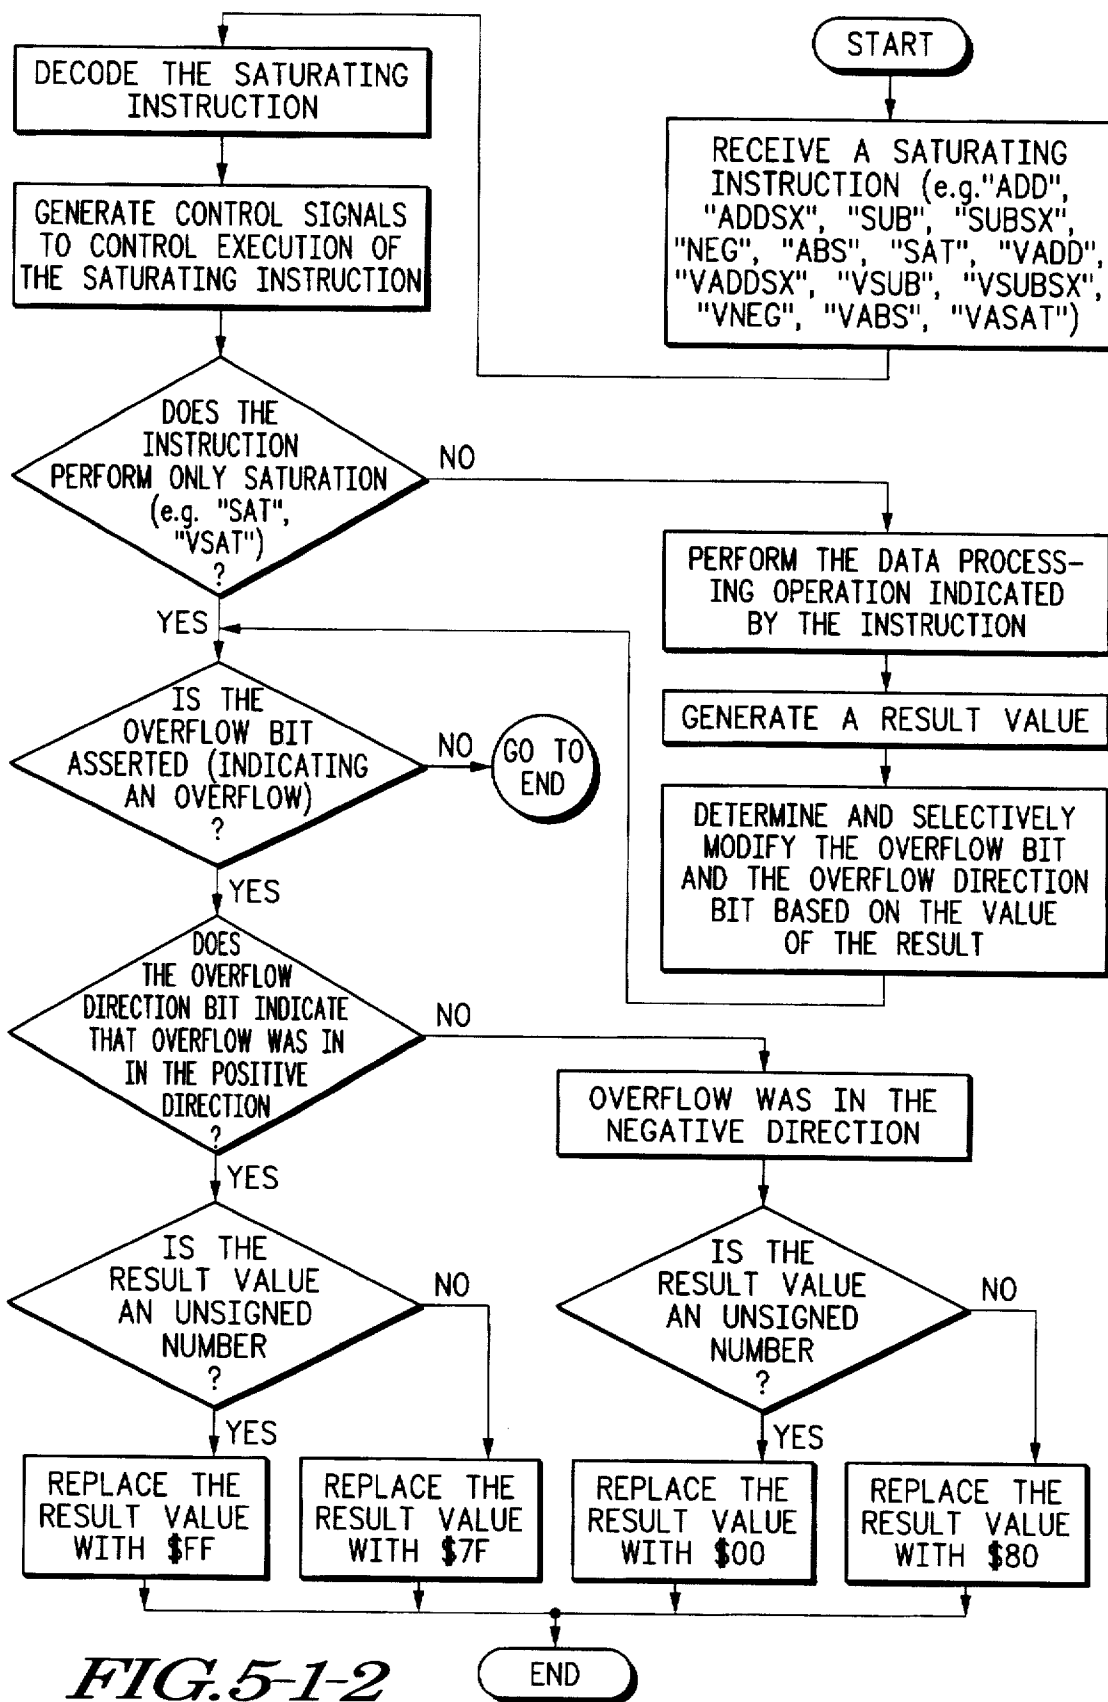 START
RECEIVE A SATURATING
INSTRUCTION (e.g."ADD",
"ADDSX", "SUB", "SUBSX",
"NEG", "ABS", "SAT", "VADD",
"VADDSX", "VSUB", "VSUBSX",
"VNEG", "VABS", "VASAT")
DECODE THE SATURATING
INSTRUCTION
GENERATE CONTROL SIGNALS
TO CONTROL EXECUTION OF
THE SATURATING INSTRUCTION
DOES THE
INSTRUCTION
PERFORM ONLY SATURATION
(e.g. "SAT",
"VSAT")
?
NO
YES
PERFORM THE DATA PROCESS-
ING OPERATION INDICATED
BY THE INSTRUCTION
GENERATE A RESULT VALUE
DETERMINE AND SELECTIVELY
MODIFY THE OVERFLOW BIT
AND THE OVERFLOW DIRECTION
BIT BASED ON THE VALUE
OF THE RESULT
IS THE
OVERFLOW BIT
ASSERTED (INDICATING
AN OVERFLOW)
?
NO
GO TO
END
YES
DOES
THE OVERFLOW
DIRECTION BIT INDICATE
THAT OVERFLOW WAS IN
IN THE POSITIVE
DIRECTION
?
NO
YES
OVERFLOW WAS IN THE
NEGATIVE DIRECTION
IS THE
RESULT VALUE
AN UNSIGNED
NUMBER
?
NO
YES
IS THE
RESULT VALUE
AN UNSIGNED
NUMBER
?
NO
YES
REPLACE THE
RESULT VALUE
WITH $FF
REPLACE THE
RESULT VALUE
WITH $7F
REPLACE THE
RESULT VALUE
WITH $00
REPLACE THE
RESULT VALUE
WITH $80
END
FIG.5-1-2